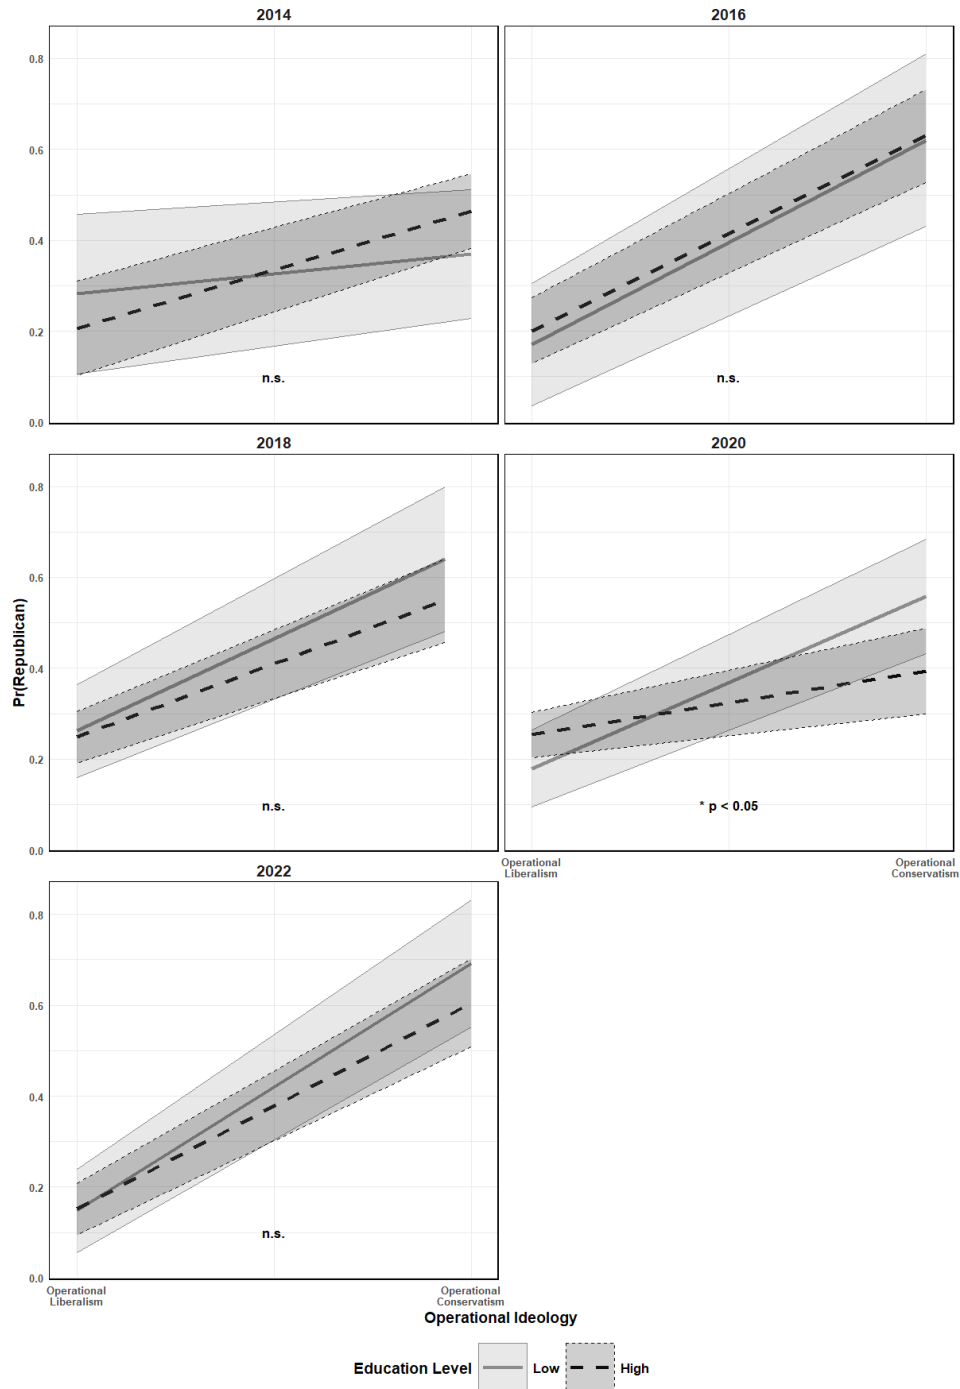 2014
2016
0.8
0.6
0.4
0.2
0.0
n.s.
n.s.
2018
2020
0.8
0.6
0.4
0.2
0.0
n.s.
* p < 0.05
Operational
Liberalism
Operational
Conservatism
Pr(Republican)
2022
0.8
0.6
0.4
0.2
0.0
n.s.
Operational
Liberalism
Operational
Conservatism
Operational Ideology
Education Level Low High